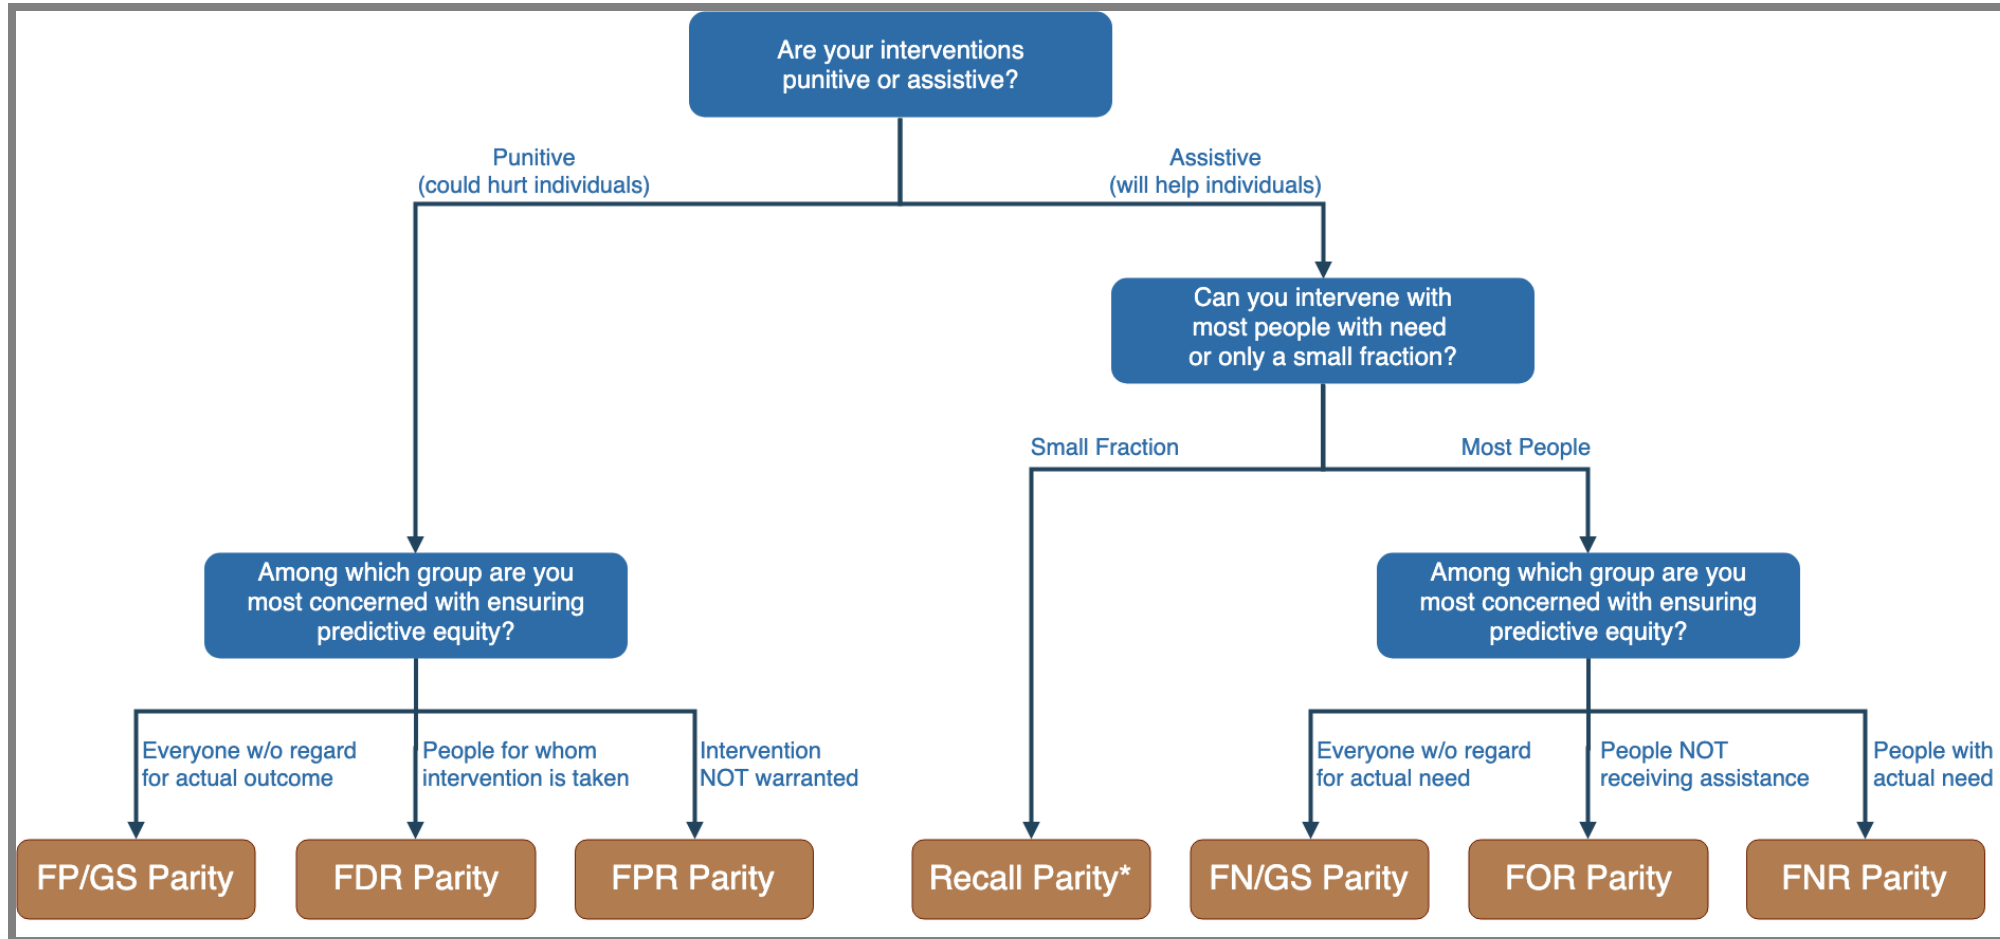 Are your interventions
punitive or assistive?
Punitive
(could hurt individuals)
Assistive
(will help individuals)
Can you intervene with
most people with need
or only a small fraction?
Small Fraction
Most People
Among which group are you
most concerned with ensuring
predictive equity?
Among which group are you
most concerned with ensuring
predictive equity?
Everyone w/o regard
for actual outcome
People for whom
intervention is taken
Intervention
NOT warranted
Everyone w/o regard
for actual need
People NOT
receiving assistance
People with
actual need
FP/GS Parity
FDR Parity
FPR Parity
Recall Parity*
FN/GS Parity
FOR Parity
FNR Parity